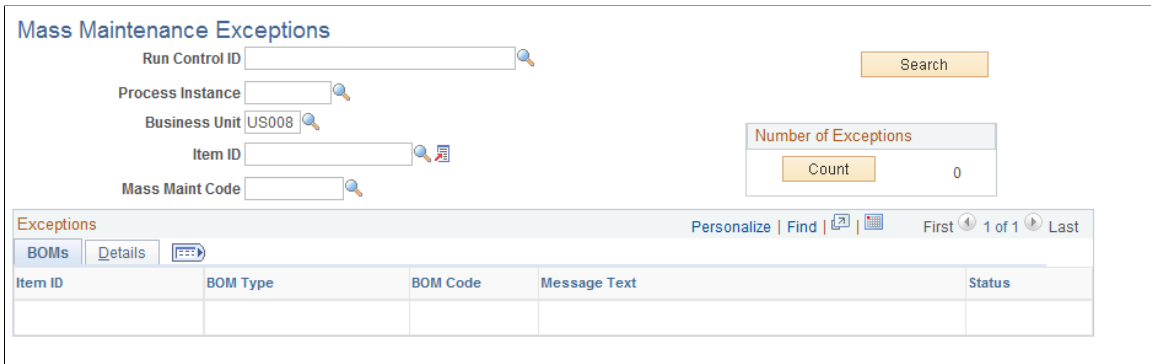 Mass Maintenance Exceptions
Run Control ID
Search
Process Instance
Business Unit US008
Number of Exceptions
Item ID
Count 0
Mass Maint Code
Exceptions Personalize | Find | | First 1 of 1 Last
BOMs Details
Item ID BOM Type BOM Code Message Text Status